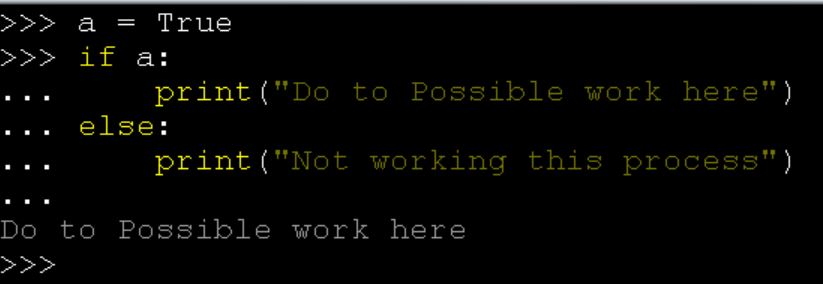 >>> a = True
>>> if a:
...     print("Do to Possible work here")
... else:
...     print("Not working this process")
...
Do to Possible work here
>>>